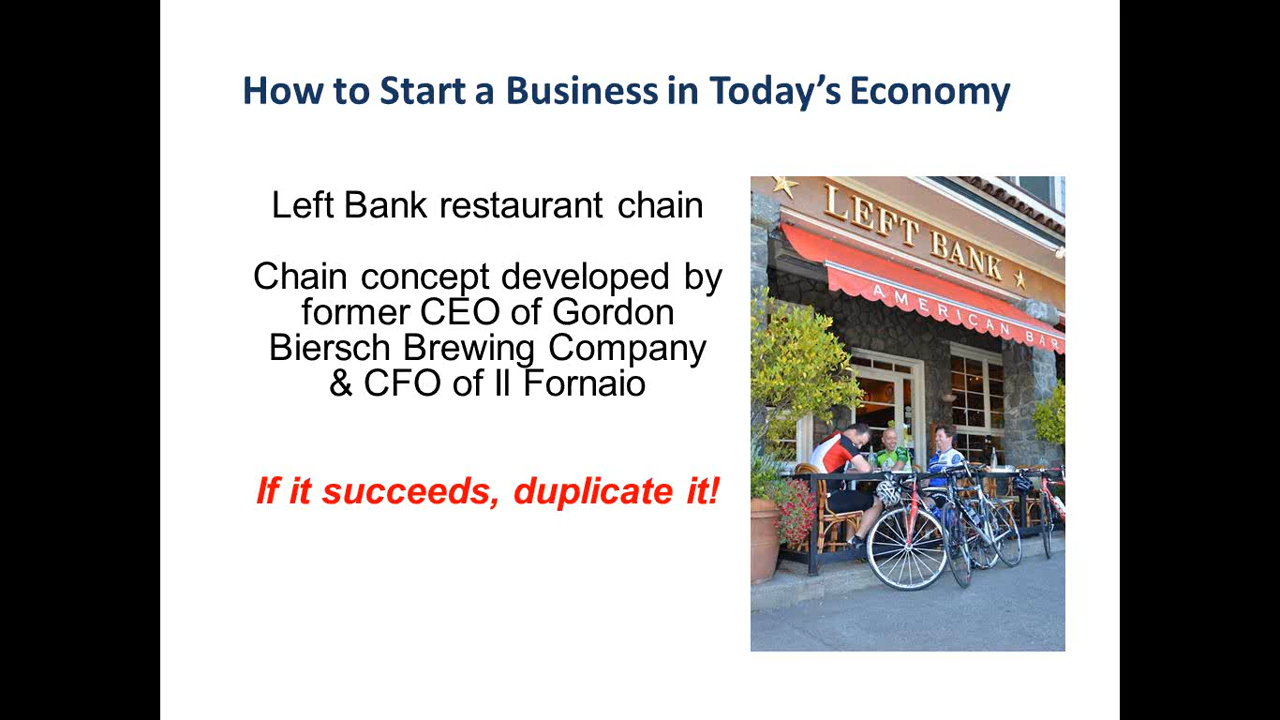 How to Start a Business in Today’s Economy
Left Bank restaurant chain
Chain concept developed by
former CEO of Gordon
Biersch Brewing Company
& CFO of Il Fornaio
If it succeeds, duplicate it!
LEFT BANK
AMERICAN BAR